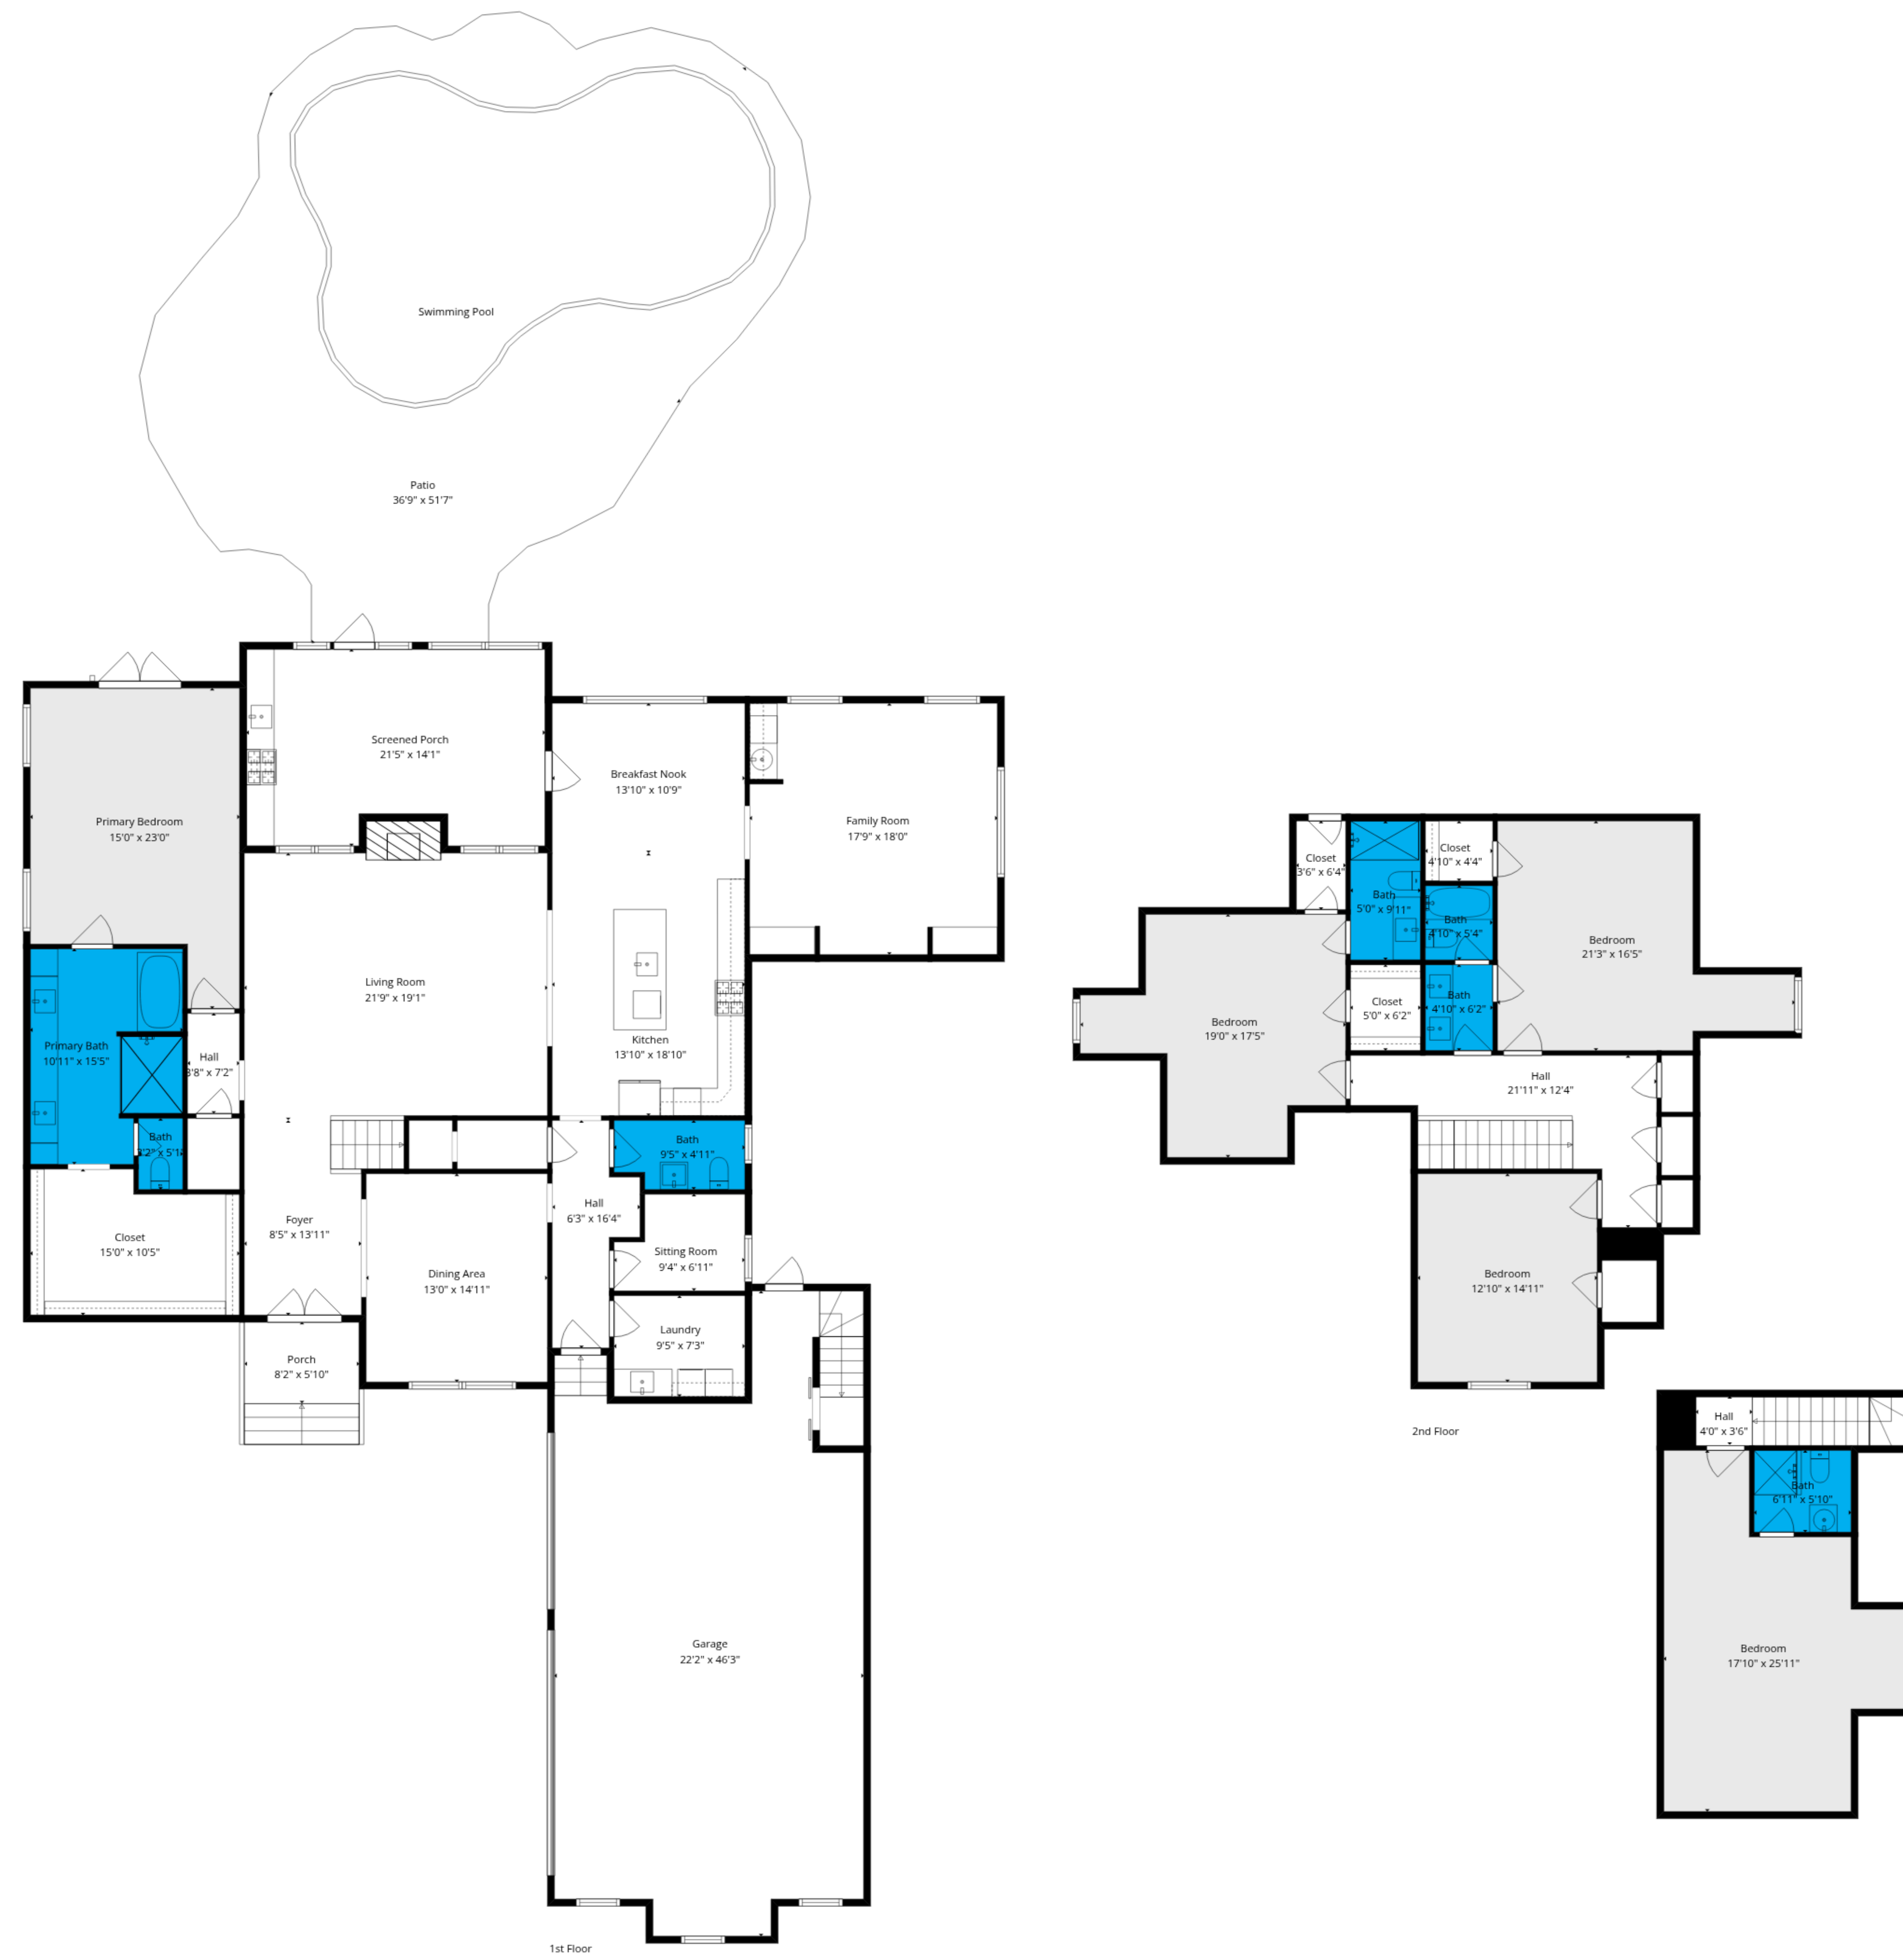 Swimming Pool
Patio
36'9" x 51'7"
Screened Porch
21'5" x 14'1"
Breakfast Nook
13'10" x 10'9"
Primary Bedroom
15'0" x 23'0"
Family Room
17'9" x 18'0"
Living Room
21'9" x 19'1"
Kitchen
13'10" x 18'10"
Primary Bath
10'11" x 15'5"
Hall
3'8" x 7'2"
Bath
Bath
9'5" x 4'11"
Hall
6'3" x 16'4"
Foyer
8'5" x 13'11"
Closet
15'0" x 10'5"
Sitting Room
9'4" x 6'11"
Dining Area
13'0" x 14'11"
Laundry
9'5" x 7'3"
Porch
8'2" x 5'10"
Garage
22'2" x 46'3"
1st Floor
Closet
3'6" x 6'4"
Closet
4'10" x 4'4"
Bath
5'0" x 9'11"
Bath
4'10" x 5'4"
Bedroom
21'3" x 16'5"
Closet
5'0" x 6'2"
Bath
4'10" x 6'2"
Bedroom
19'0" x 17'5"
Hall
21'11" x 12'4"
Bedroom
12'10" x 14'11"
2nd Floor
Hall
4'0" x 3'6"
Bath
6'11" x 5'10"
Bedroom
17'10" x 25'11"